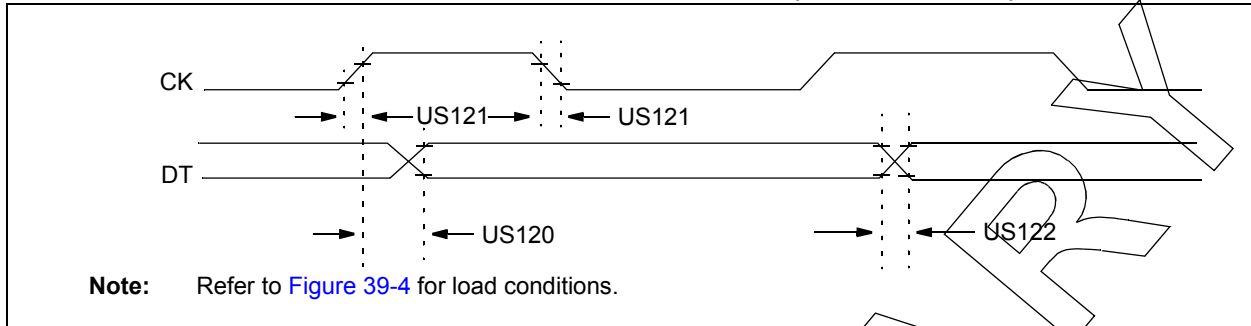 CK
US121 US121
DT
US120 US122
Note: Refer to Figure 39-4 for load conditions.